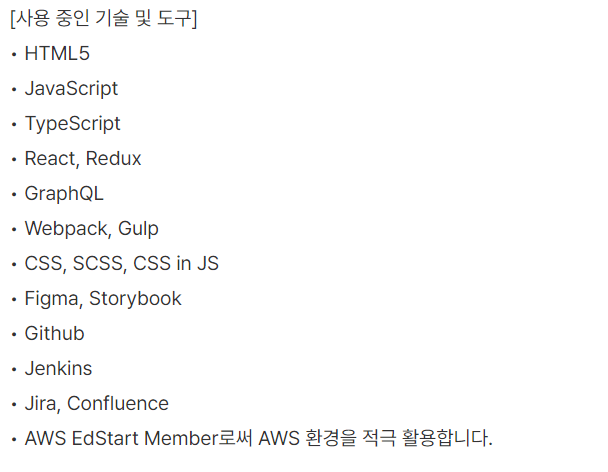 [사용 중인 기술 및 도구]
• HTML5
• JavaScript
• TypeScript
• React, Redux
• GraphQL
• Webpack, Gulp
• CSS, SCSS, CSS in JS
• Figma, Storybook
• Github
• Jenkins
• Jira, Confluence
• AWS EdStart Member로써 AWS 환경을 적극 활용합니다.